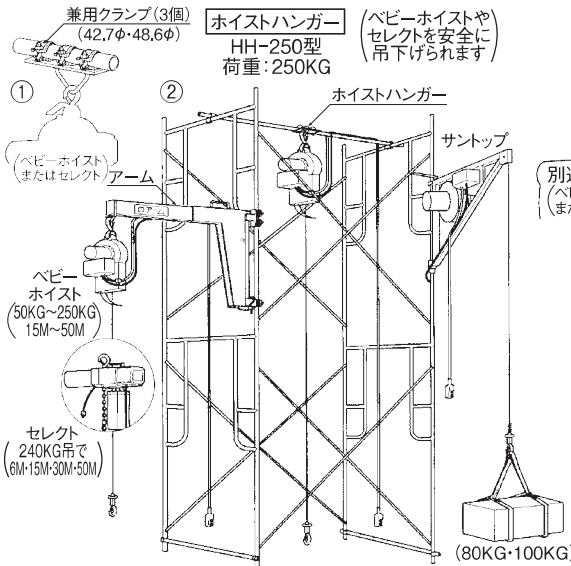 兼用クランプ(3個)
(42.7φ・48.6φ)
ホイストハンガー
HH-250型
荷重:250KG
(ベビーホイストや
セレクトを安全に
吊下げられます)
①
②
ホイストハンガー
サントップ
(ベビーホイスト
またはセレクト)
アーム
ベビー
ホイスト
(50KG〜250KG
15M〜50M)
セレクト
(240KG吊で
6M・15M・30M・50M)
(80KG・100KG)